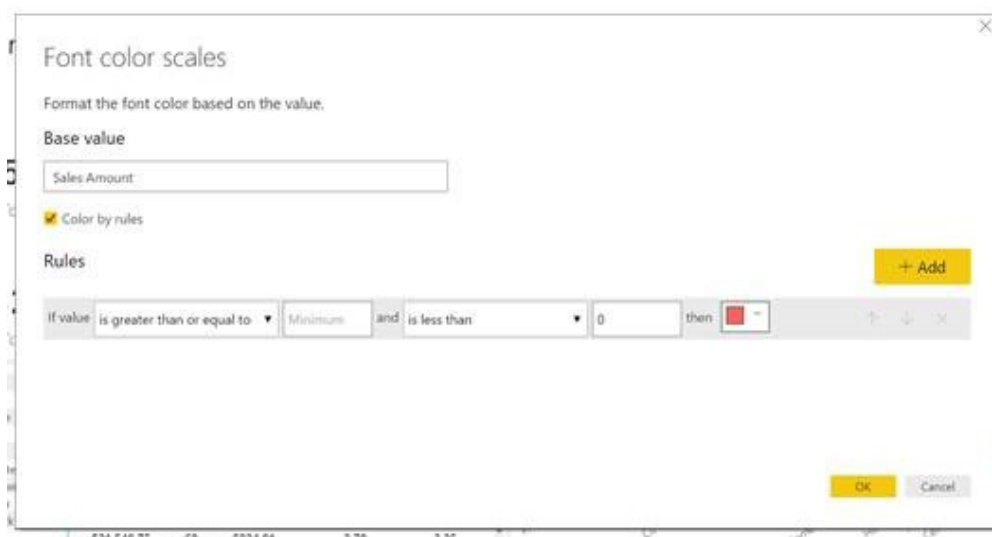 Font color scales
Format the font color based on the value.
Base value
Sales Amount
Color by rules
Rules
+ Add
If value is greater than or equal to Minimum and is less than 0 then
OK Cancel